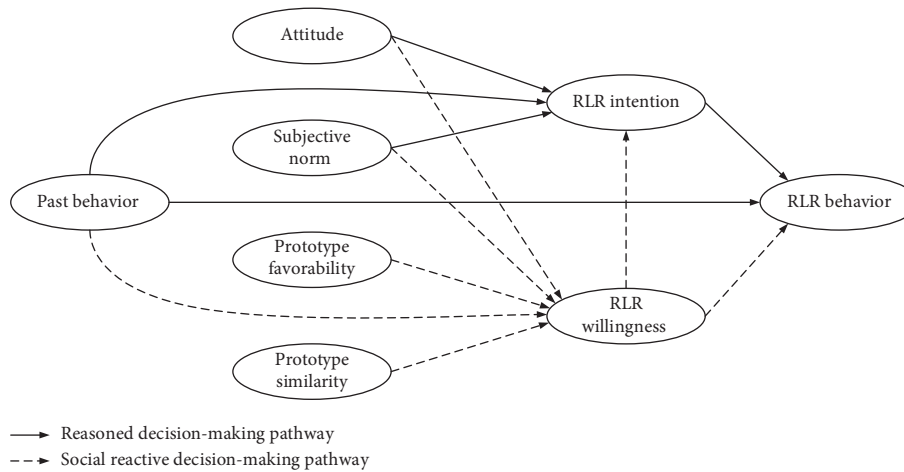 Attitude
RLR intention
Subjective
norm
Past behavior
RLR behavior
Prototype
favorability
RLR
willingness
Prototype
similarity
Reasoned decision-making pathway
Social reactive decision-making pathway